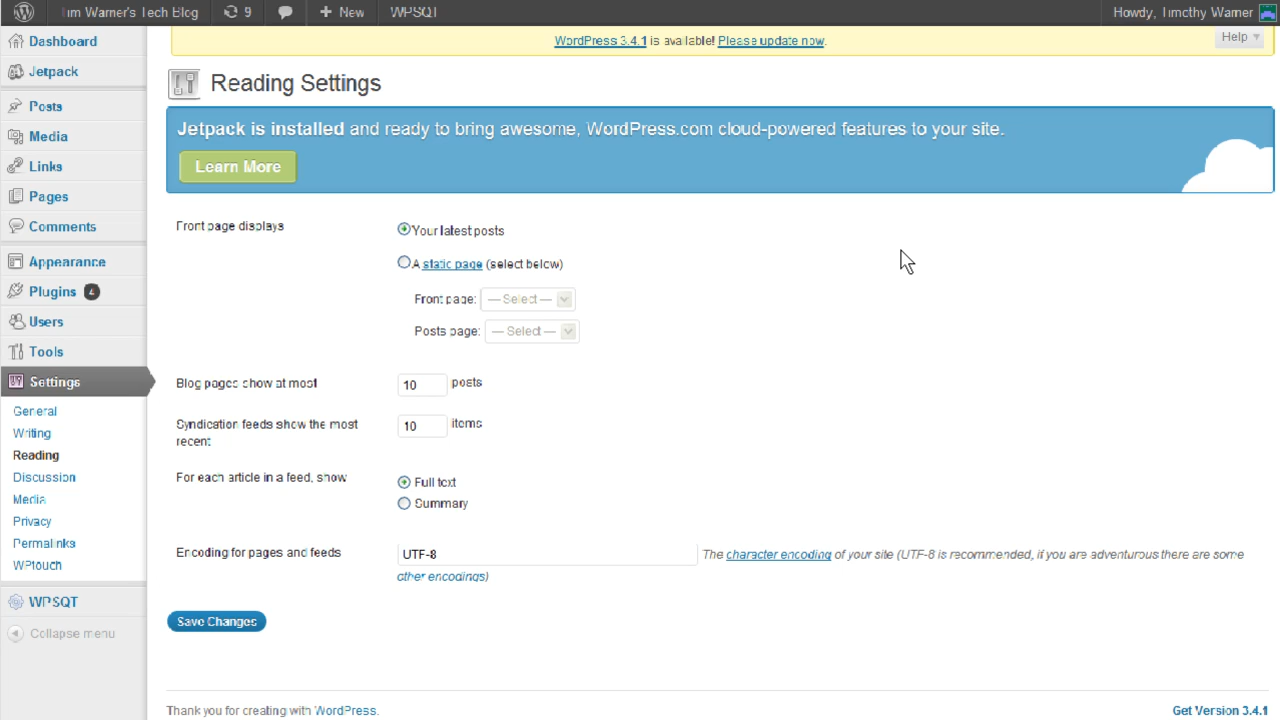 Tim Warner's Tech Blog 9 New WPSQT Howdy, Timothy Warner
WordPress 3.4.1 is available! Please update now.
Help
Dashboard
Jetpack
Posts
Media
Links
Pages
Comments
Appearance
Plugins 4
Users
Tools
Settings
General
Writing
Reading
Discussion
Media
Privacy
Permalinks
WPtouch
WPSQT
Collapse menu
Reading Settings
Jetpack is installed and ready to bring awesome, WordPress.com cloud-powered features to your site.
Learn More
Front page displays
Your latest posts
A static page (select below)
Front page: — Select —
Posts page: — Select —
Blog pages show at most 10 posts
Syndication feeds show the most
recent
10 items
For each article in a feed, show
Full text
Summary
Encoding for pages and feeds UTF-8 The character encoding of your site (UTF-8 is recommended, if you are adventurous there are some
other encodings)
Save Changes
Thank you for creating with WordPress.
Get Version 3.4.1